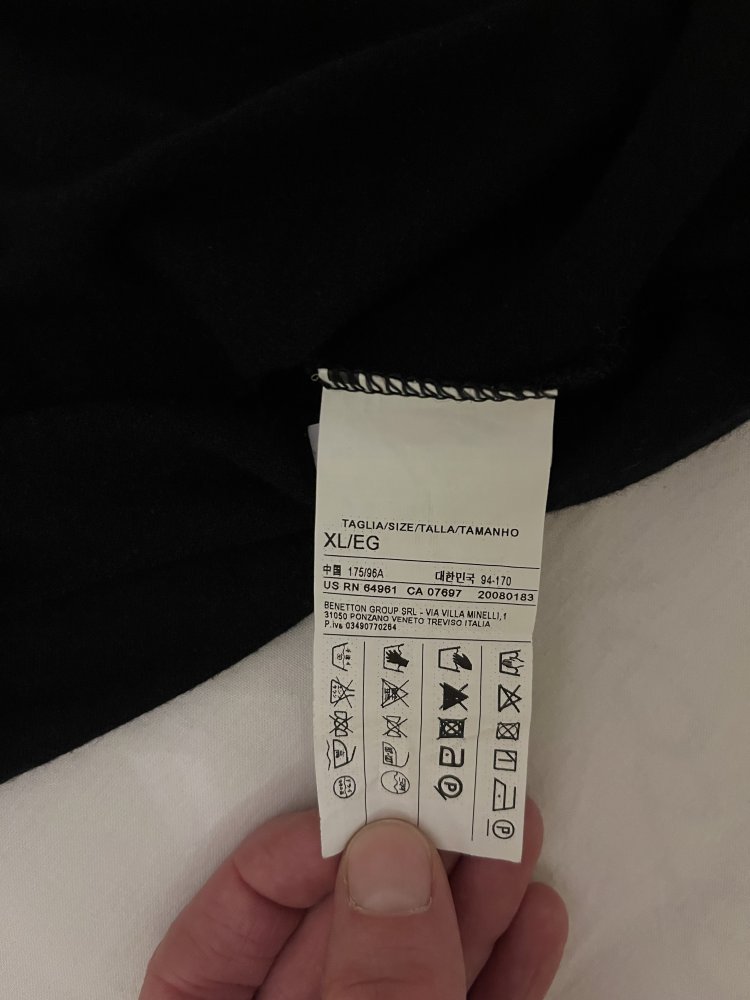 TAGLIA/SIZE/TALLA/TAMANHO
XL/EG
中国 175/96A 대한민국 94-170
US RN 64961 CA 07697 20080183
BENETTON GROUP SRL - VIA VILLA MINELLI,1
31050 PONZANO VENETO TREVISO ITALIA
P.iva 03490770264
P P